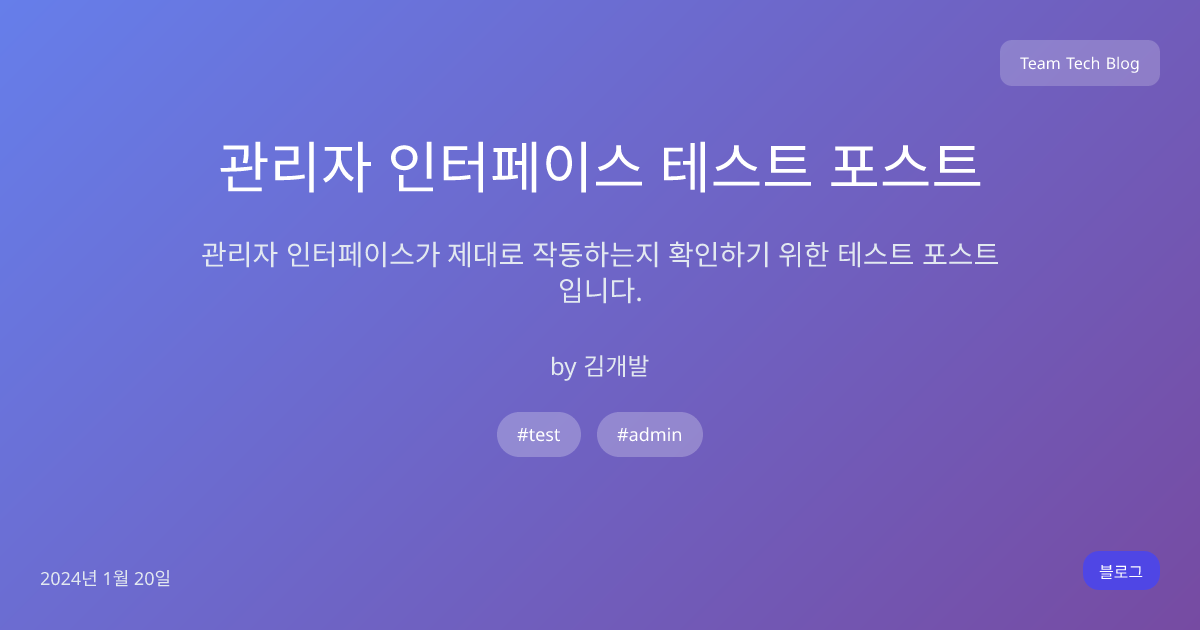 Team Tech Blog
관리자 인터페이스 테스트 포스트
관리자 인터페이스가 제대로 작동하는지 확인하기 위한 테스트 포스트
입니다.
by 김개발
#test #admin
2024년 1월 20일
블로그